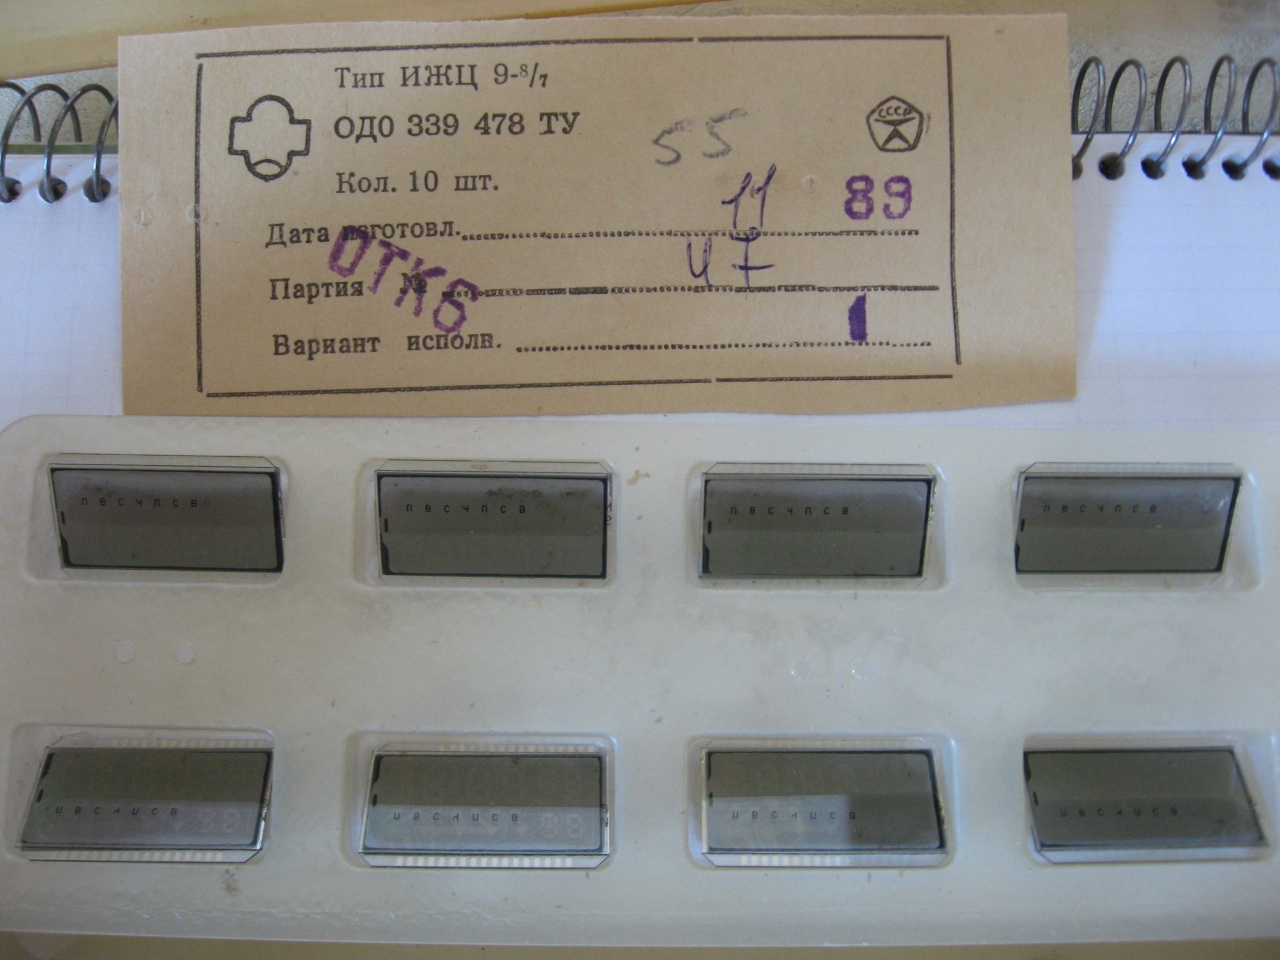 Тип ИЖЦ 9-8/7
ОДО 339 478 ТУ
55
СССР
Кол. 10 шт.
Дата изготовл. 11 89
Партия № 47
ОТК6
Вариант исполн. 1
П В С Ч П С В
П В С Ч П С В
П В С Ч П С В
П В С Ч П С В
П В С Ч П С В
П В С Ч П С В
П В С Ч П С В
П В С Ч П С В